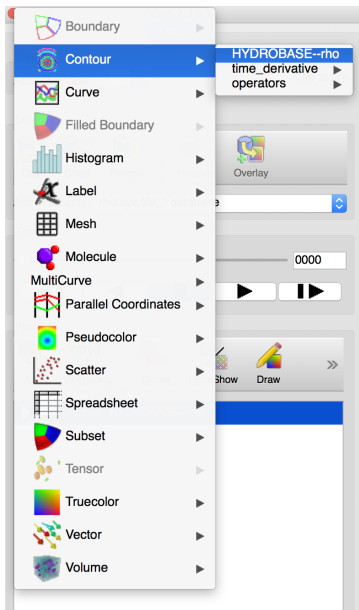 Boundary
Contour
HYDROBASE--rho
time_derivative
operators
Curve
Filled Boundary
Histogram
Overlay
Label
Mesh
Molecule
0000
MultiCurve
Parallel Coordinates
Pseudocolor
Scatter
Show
Draw
Spreadsheet
Subset
Tensor
Truecolor
Vector
Volume